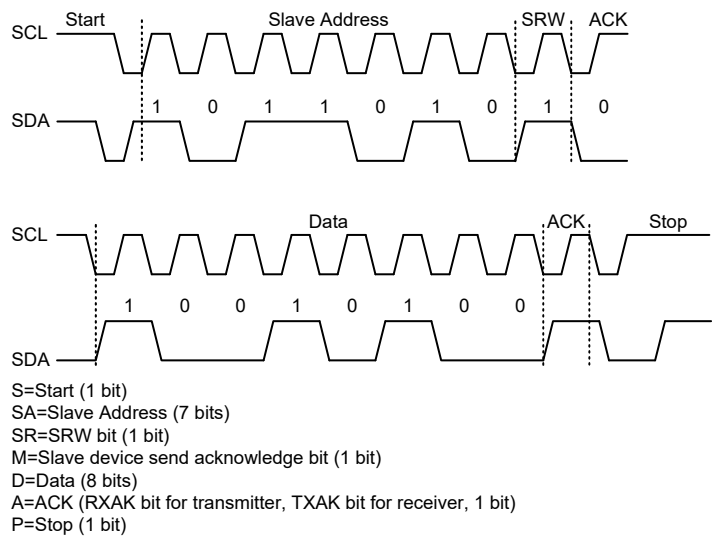 Start Slave Address SRW ACK
SCL
1 0 1 1 0 1 0 1 0
SDA
Data ACK Stop
SCL
1 0 0 1 0 1 0 0
SDA
S=Start (1 bit)
SA=Slave Address (7 bits)
SR=SRW bit (1 bit)
M=Slave device send acknowledge bit (1 bit)
D=Data (8 bits)
A=ACK (RXAK bit for transmitter, TXAK bit for receiver, 1 bit)
P=Stop (1 bit)